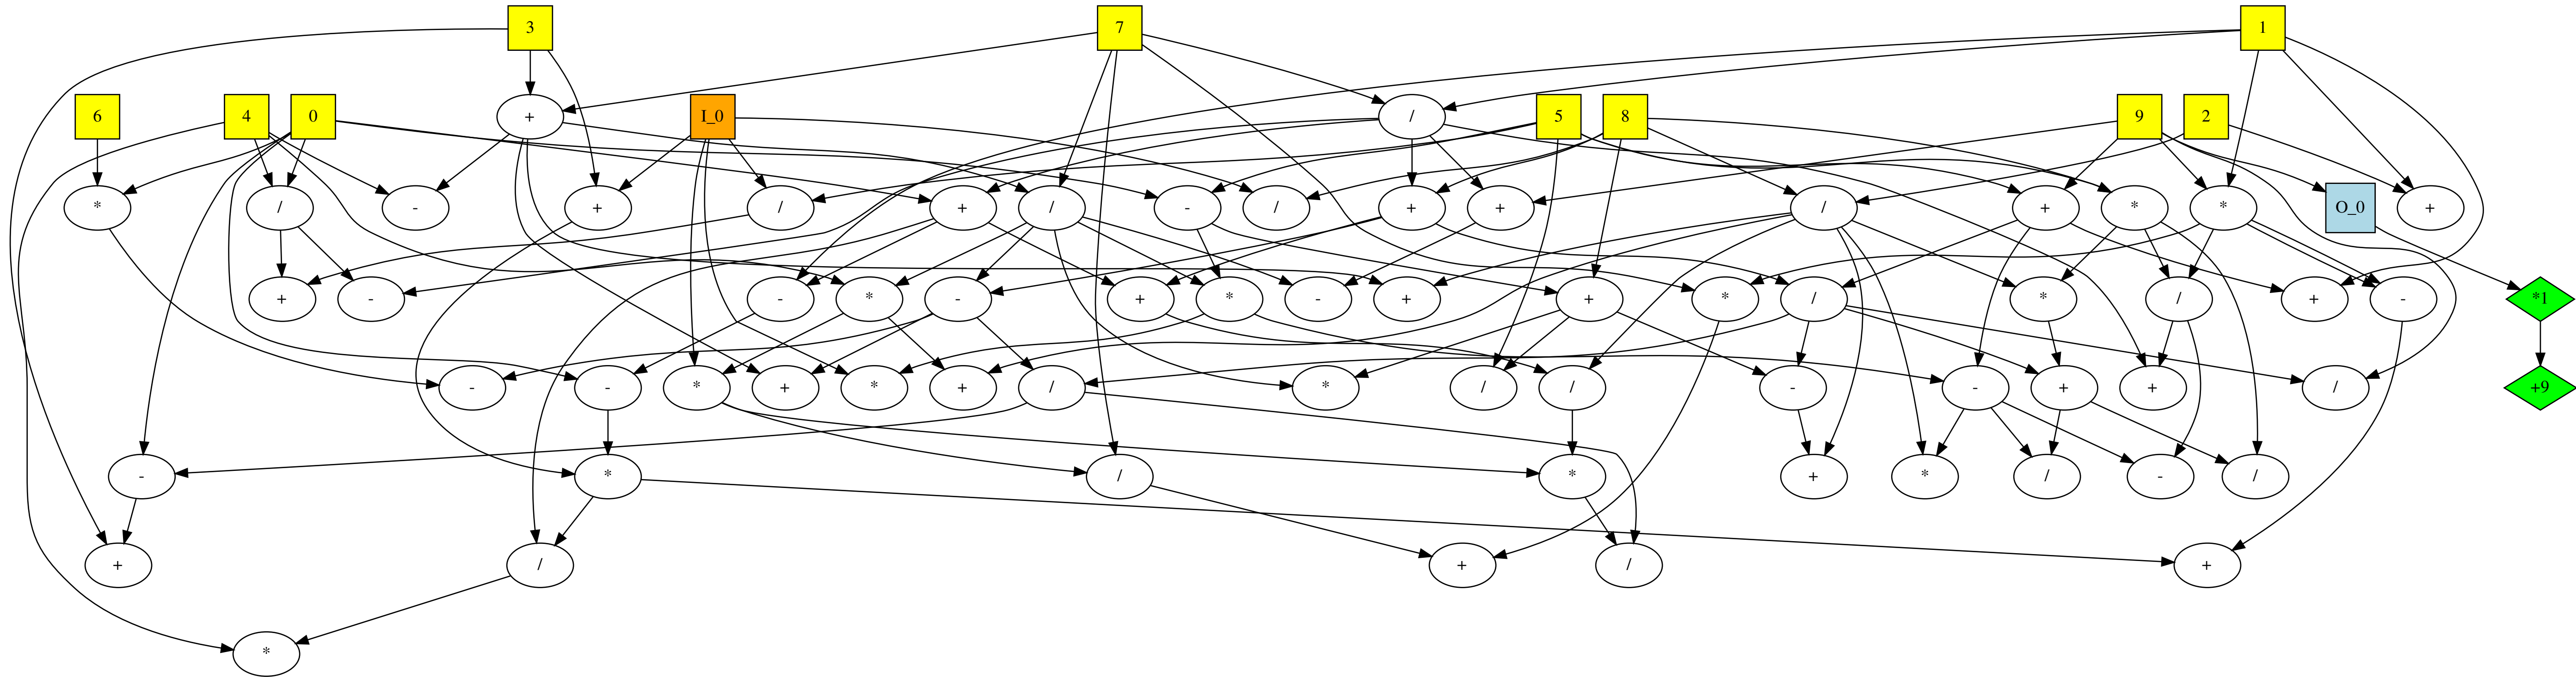 3 7 1
6 4 0 + I_0 / 5 8 9 2
* / - + / + / - / + + / + * * O_0 +
+ - - * - + * - + + * / * / + - *1
- - * + * + / * / / - - + + / +9
- * / * + * / - /
+ / + / +
*